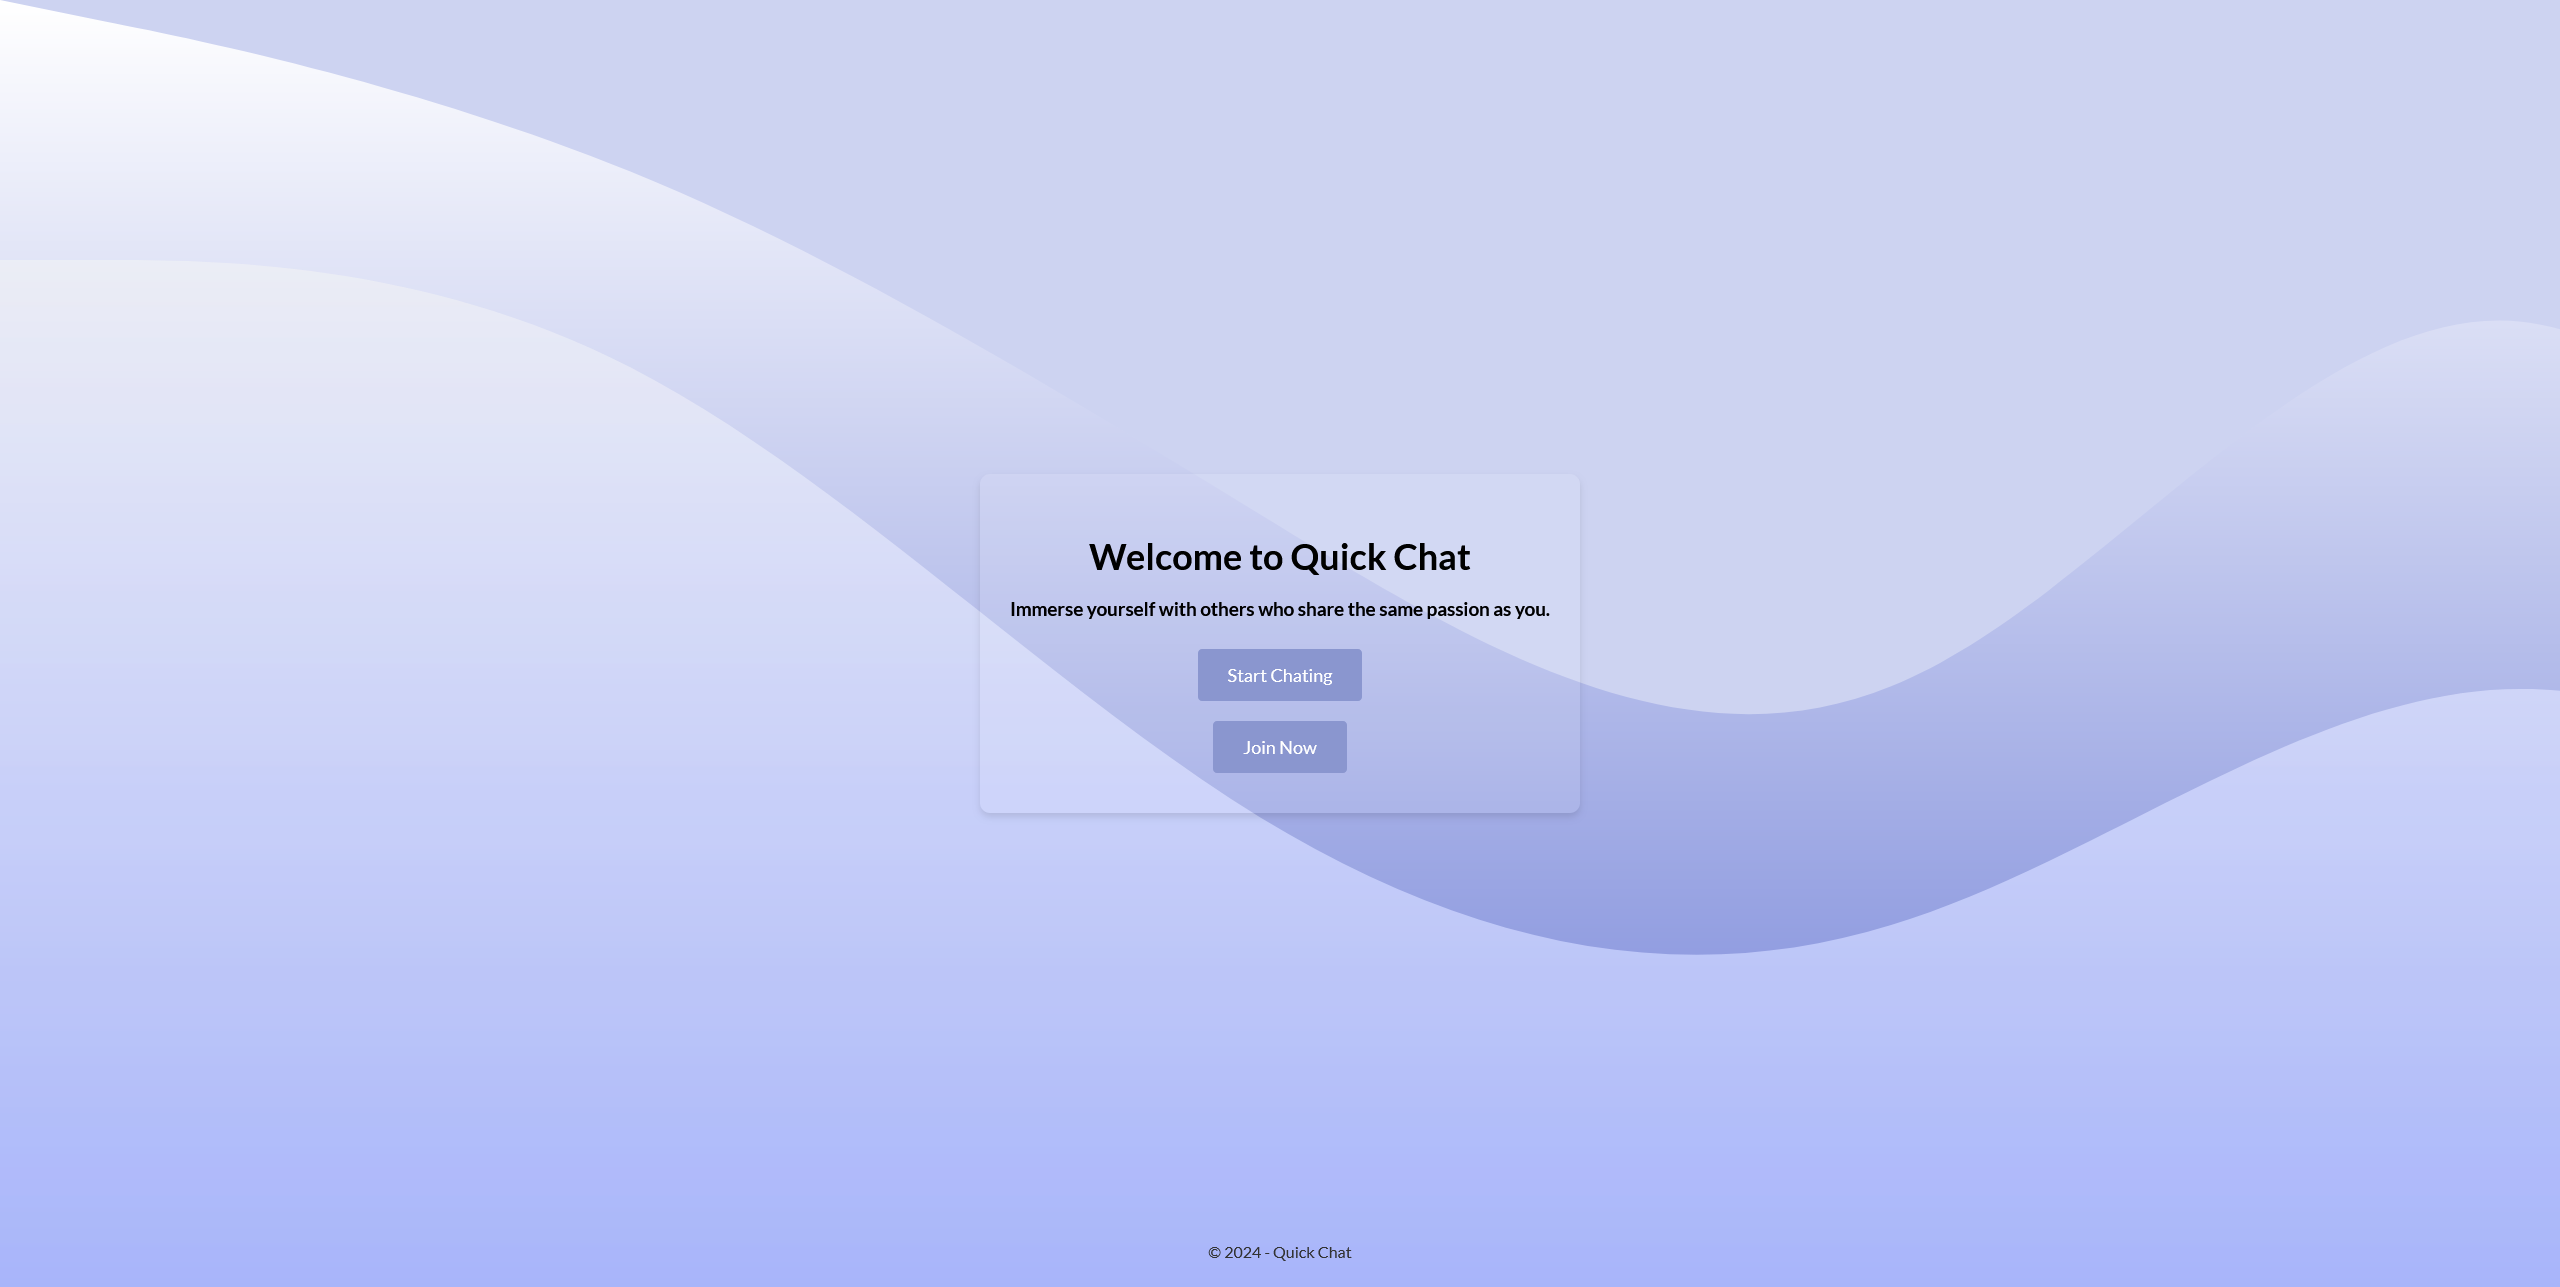 Welcome to Quick Chat
Immerse yourself with others who share the same passion as you.
Start Chating
Join Now
© 2024 - Quick Chat